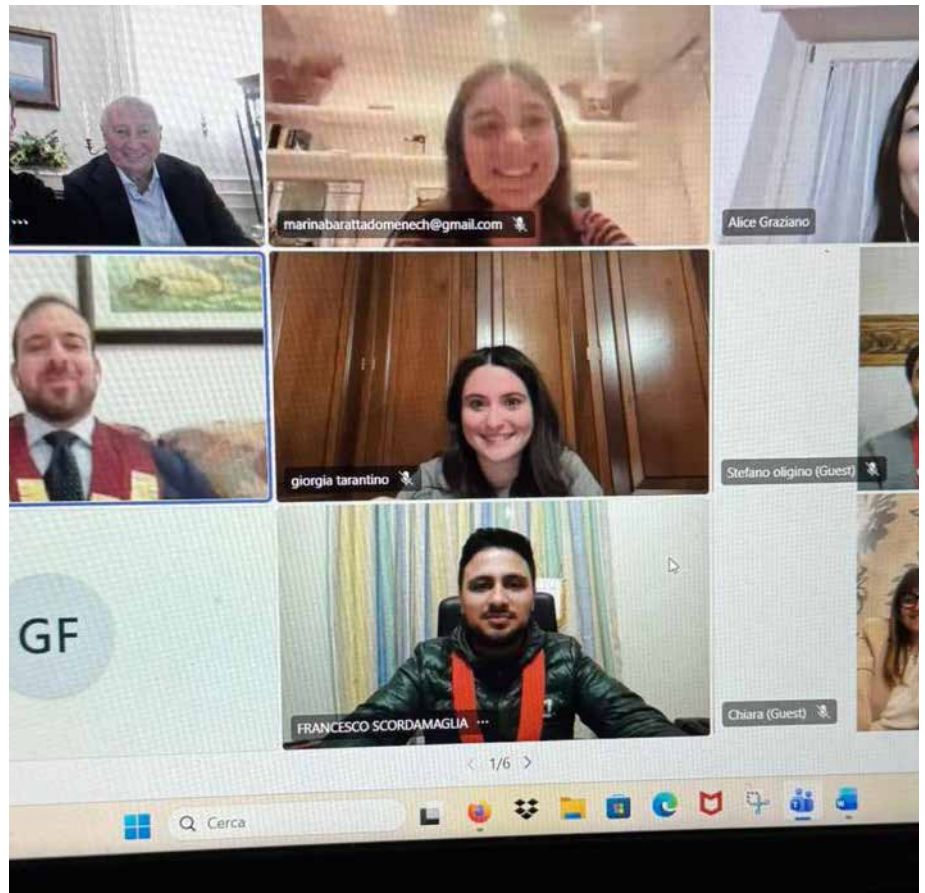 ...
marinabarattadomenech@gmail.com
Alice Graziano
giorgia tarantino
Stefano oligino (Guest)
GF
FRANCESCO SCORDAMAGLIA ...
Chiara (Guest)
1/6
Cerca